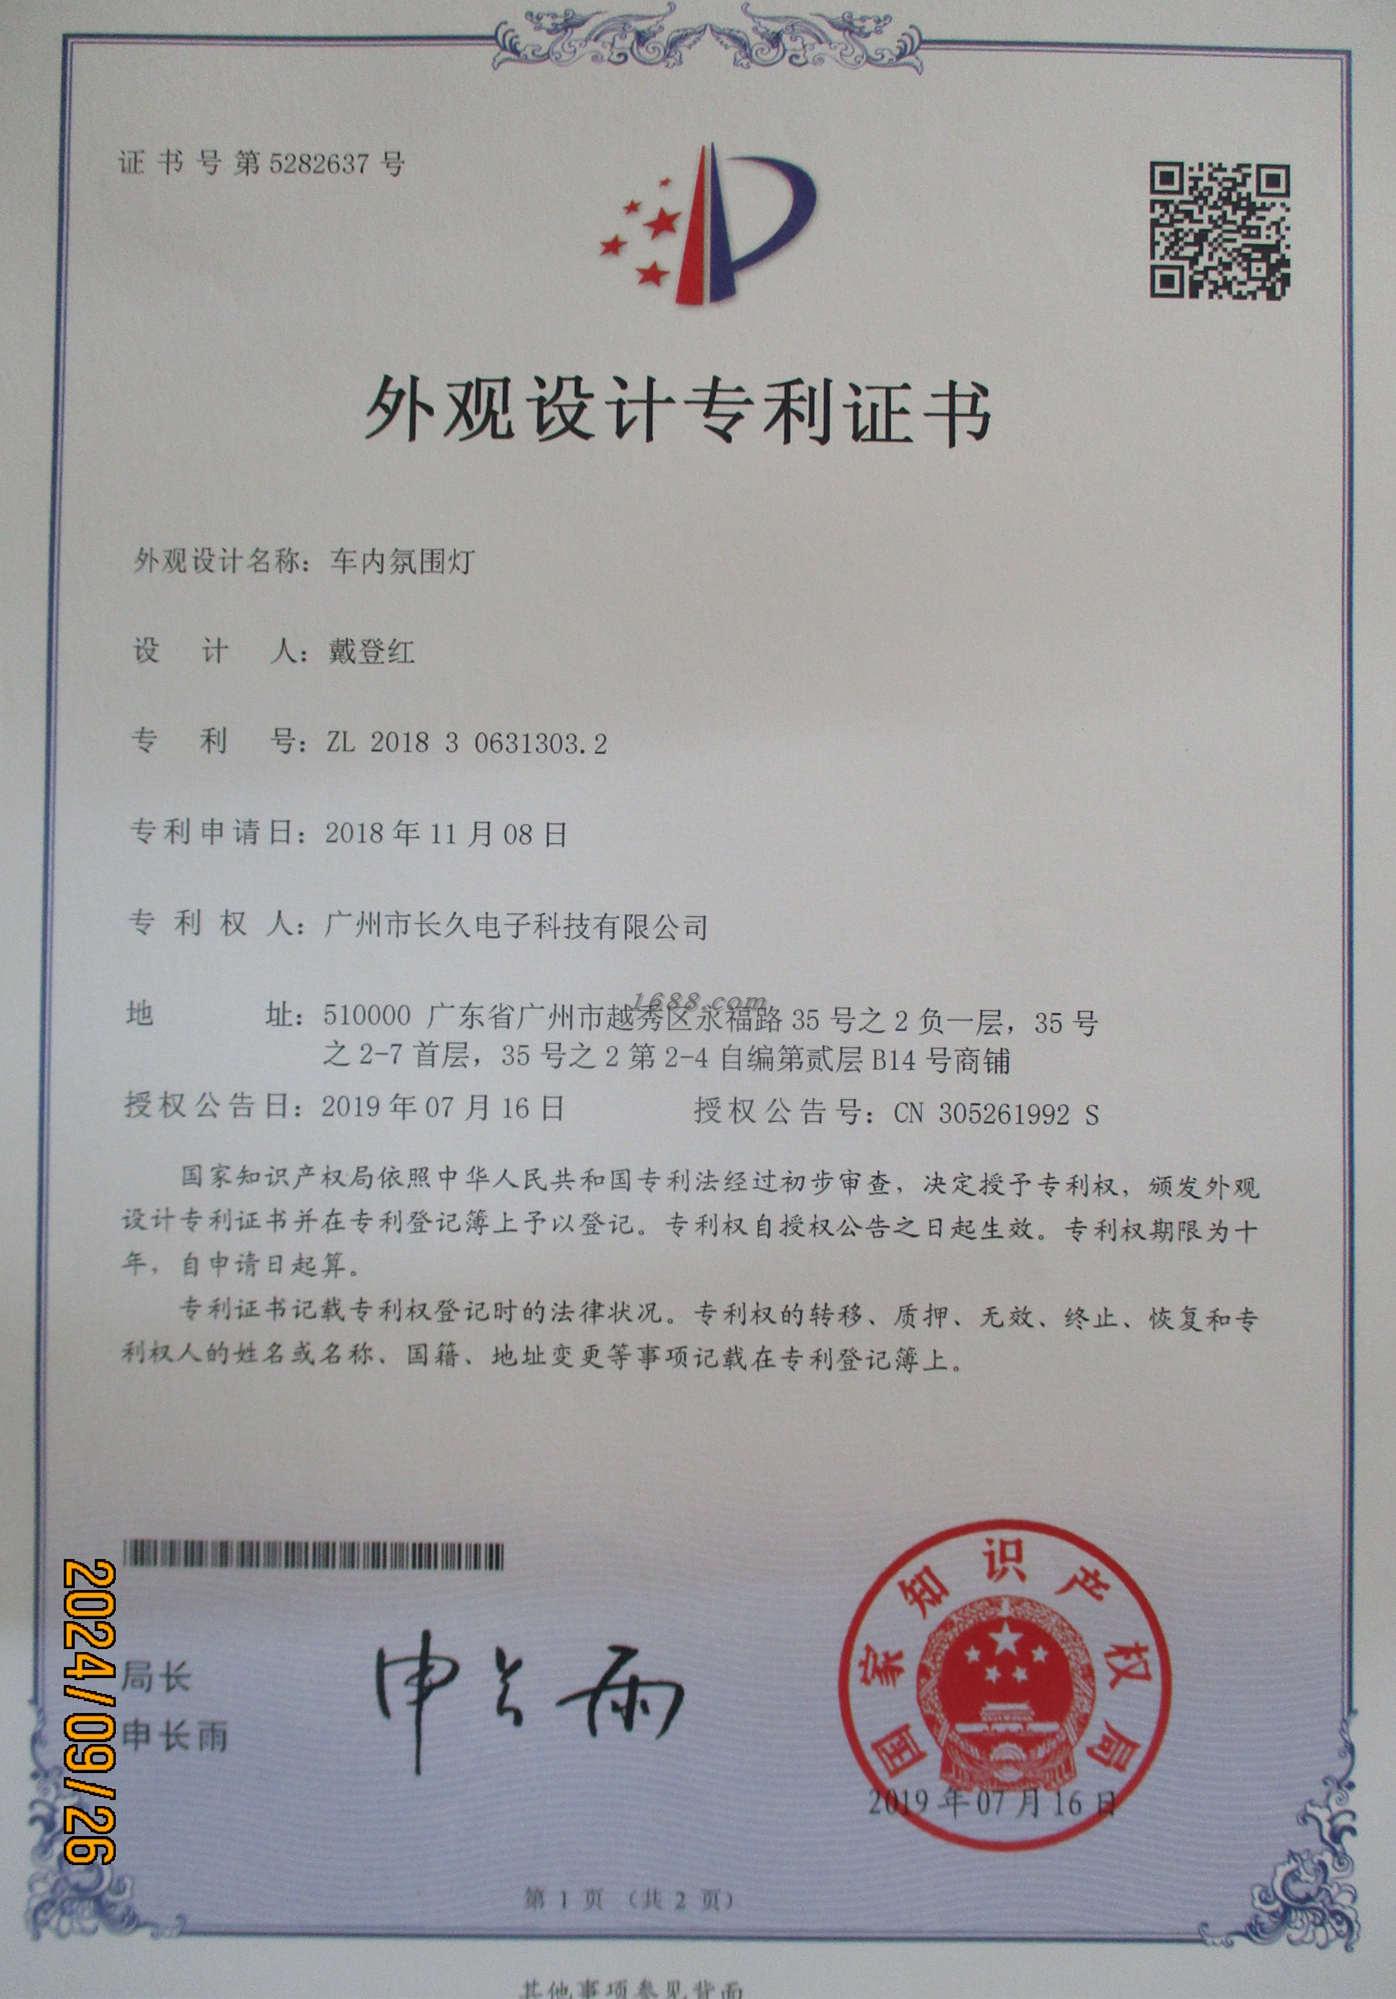 证书号第5282637号
外观设计专利证书
外观设计名称：车内氛围灯
设计人：戴登红
专利号：ZL 2018 3 0631303.2
专利申请日：2018年11月08日
专利权人：广州市长久电子科技有限公司
地址：510000 广东省广州市越秀区永福路35号之2负一层，35号
之2-7首层，35号之2第2-4自编第贰层B14号商铺
1688.com
授权公告日：2019年07月16日 授权公告号：CN 305261992 S
国家知识产权局依照中华人民共和国专利法经过初步审查，决定授予专利权，颁发外观
设计专利证书并在专利登记簿上予以登记。专利权自授权公告之日起生效。专利权期限为十
年，自申请日起算。
专利证书记载专利权登记时的法律状况。专利权的转移、质押、无效、终止、恢复和专
利权人的姓名或名称、国籍、地址变更等事项记载在专利登记簿上。
局长
申长雨
申长雨
国家知识产权局
2019年07月16日
2024/09/26
第1页（共2页）
其他事项参见背面